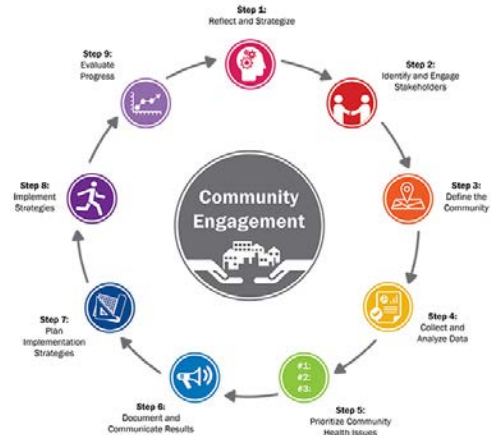 Step 1:
Reflect and Strategize
Step 2:
Identify and Engage
Stakeholders
Step 3:
Define the
Community
Step 4:
Collect and
Analyze Data
#1:
#2:
#3:
Step 5:
Prioritize Community
Health Issues
Step 6:
Document and
Communicate Results
Step 7:
Plan
Implementation
Strategies
Step 8:
Implement
Strategies
Step 9:
Evaluate
Progress
Community
Engagement